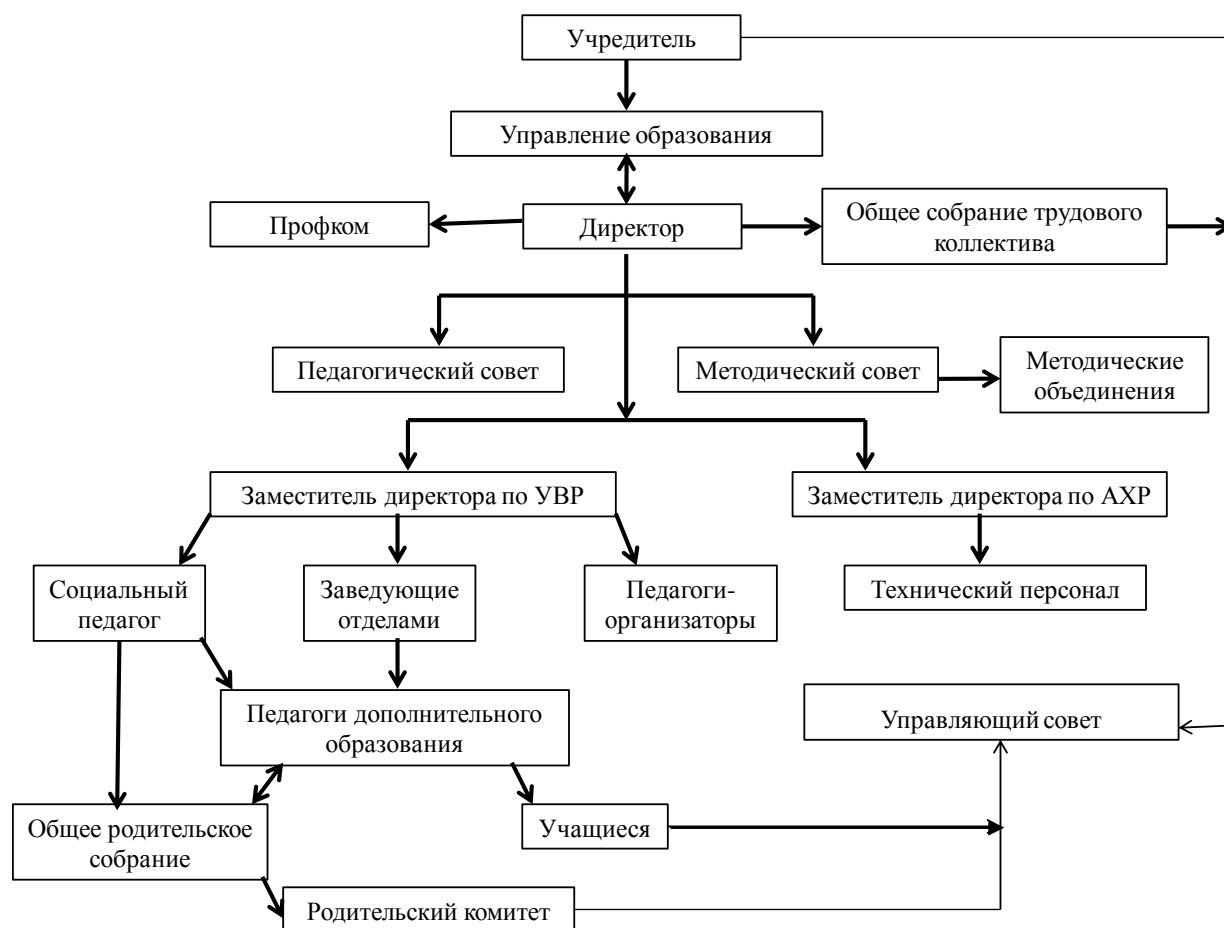 Учредитель
Управление образования
Профком
Директор
Общее собрание трудового
коллектива
Педагогический совет
Методический совет
Методические
объединения
Заместитель директора по УВР
Заместитель директора по АХР
Социальный
педагог
Заведующие
отделами
Педагоги-
организаторы
Технический персонал
Педагоги дополнительного
образования
Управляющий совет
Общее родительское
собрание
Учащиеся
Родительский комитет